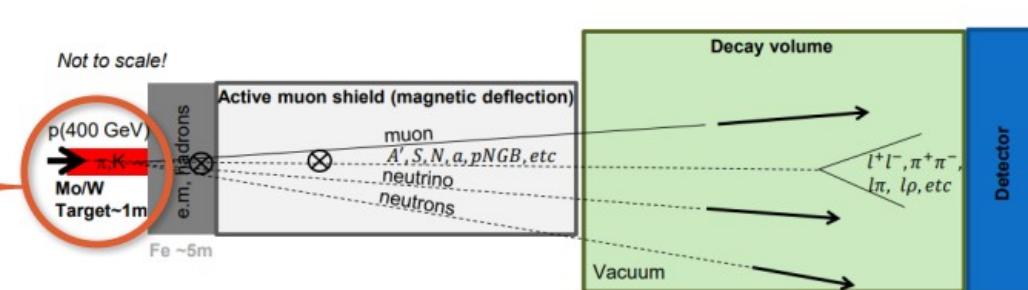 Not to scale!
p(400 GeV)
π,K
Mo/W
Target~1m
e.m, hadrons
Fe ~5m
Active muon shield (magnetic deflection)
muon
A′, S, N, a, pNGB, etc
neutrino
neutrons
Decay volume
l⁺l⁻, π⁺π⁻,
lπ, lρ, etc
Vacuum
Detector